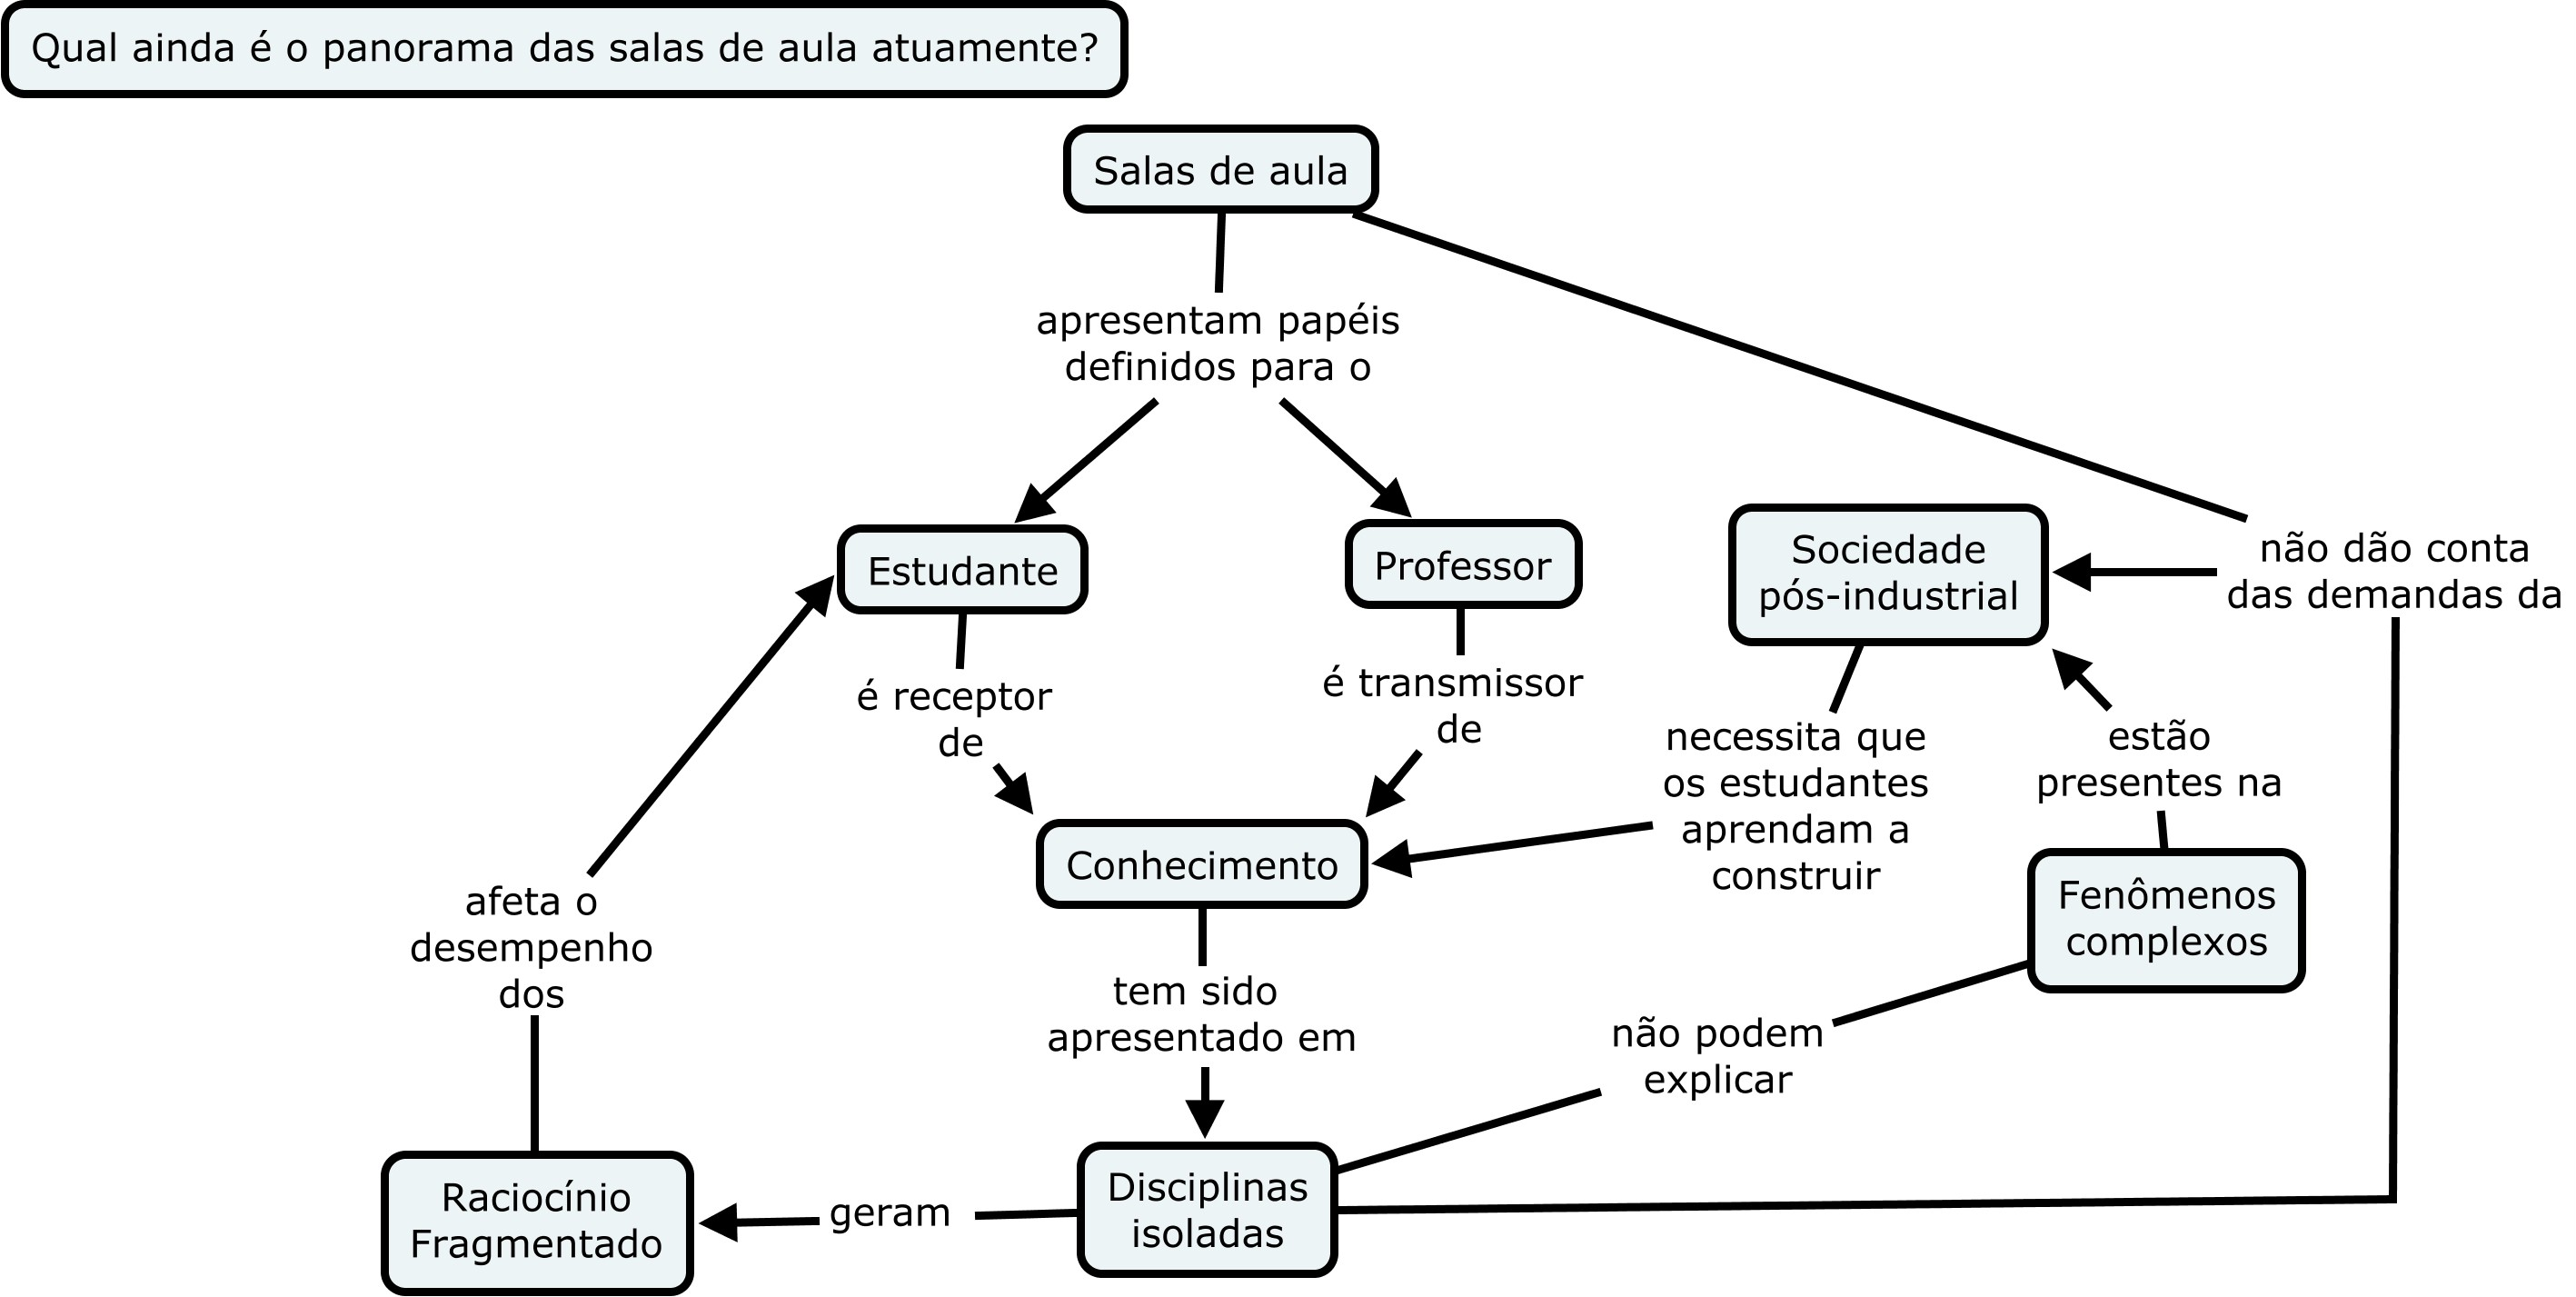 Qual ainda é o panorama das salas de aula atuamente?
Salas de aula
apresentam papéis
definidos para o
Estudante
Professor
Sociedade
pós-industrial
não dão conta
das demandas da
é receptor
de
é transmissor
de
necessita que
os estudantes
aprendam a
construir
estão
presentes na
Conhecimento
Fenômenos
complexos
afeta o
desempenho
dos
tem sido
apresentado em
não podem
explicar
Raciocínio
Fragmentado
geram
Disciplinas
isoladas